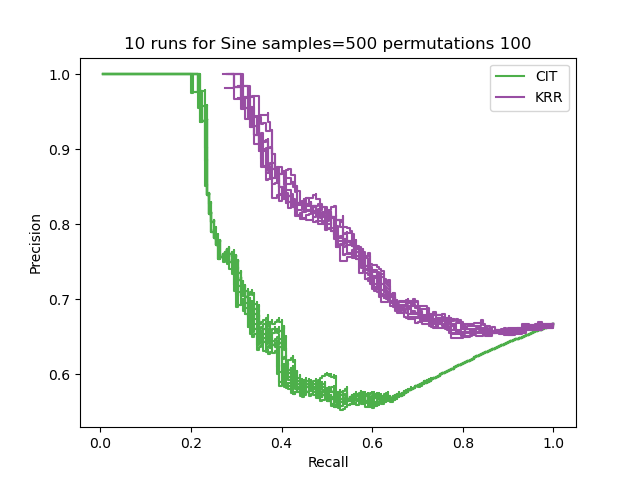 10 runs for Sine samples=500 permutations 100
CIT
KRR
Precision
1.0
0.9
0.8
0.7
0.6
0.0 0.2 0.4 0.6 0.8 1.0
Recall